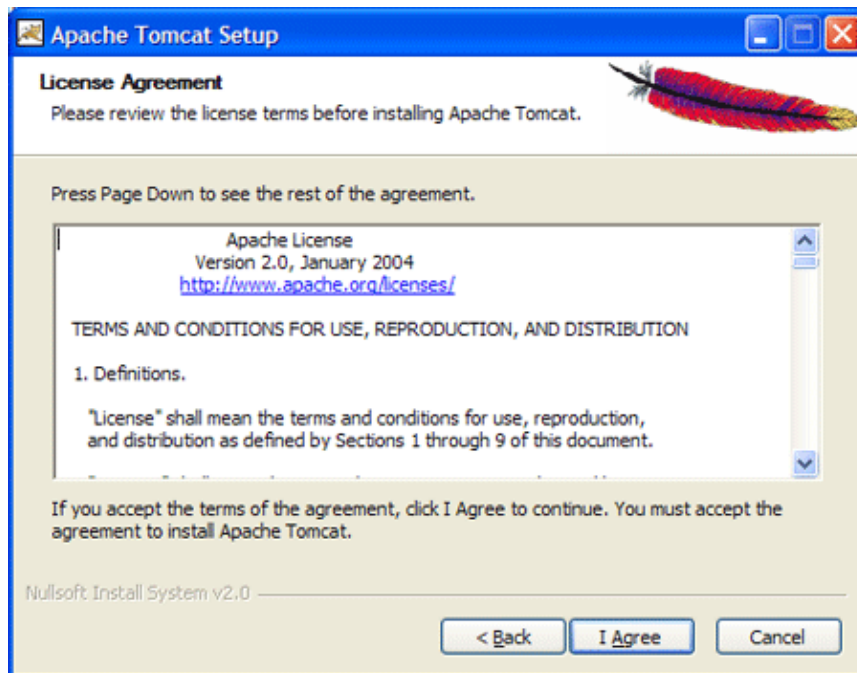 Apache Tomcat Setup
License Agreement
Please review the license terms before installing Apache Tomcat.
Press Page Down to see the rest of the agreement.
Apache License
Version 2.0, January 2004
http://www.apache.org/licenses/
TERMS AND CONDITIONS FOR USE, REPRODUCTION, AND DISTRIBUTION
1. Definitions.
"License" shall mean the terms and conditions for use, reproduction,
and distribution as defined by Sections 1 through 9 of this document.
If you accept the terms of the agreement, click I Agree to continue. You must accept the
agreement to install Apache Tomcat.
Nullsoft Install System v2.0
< Back
I Agree
Cancel